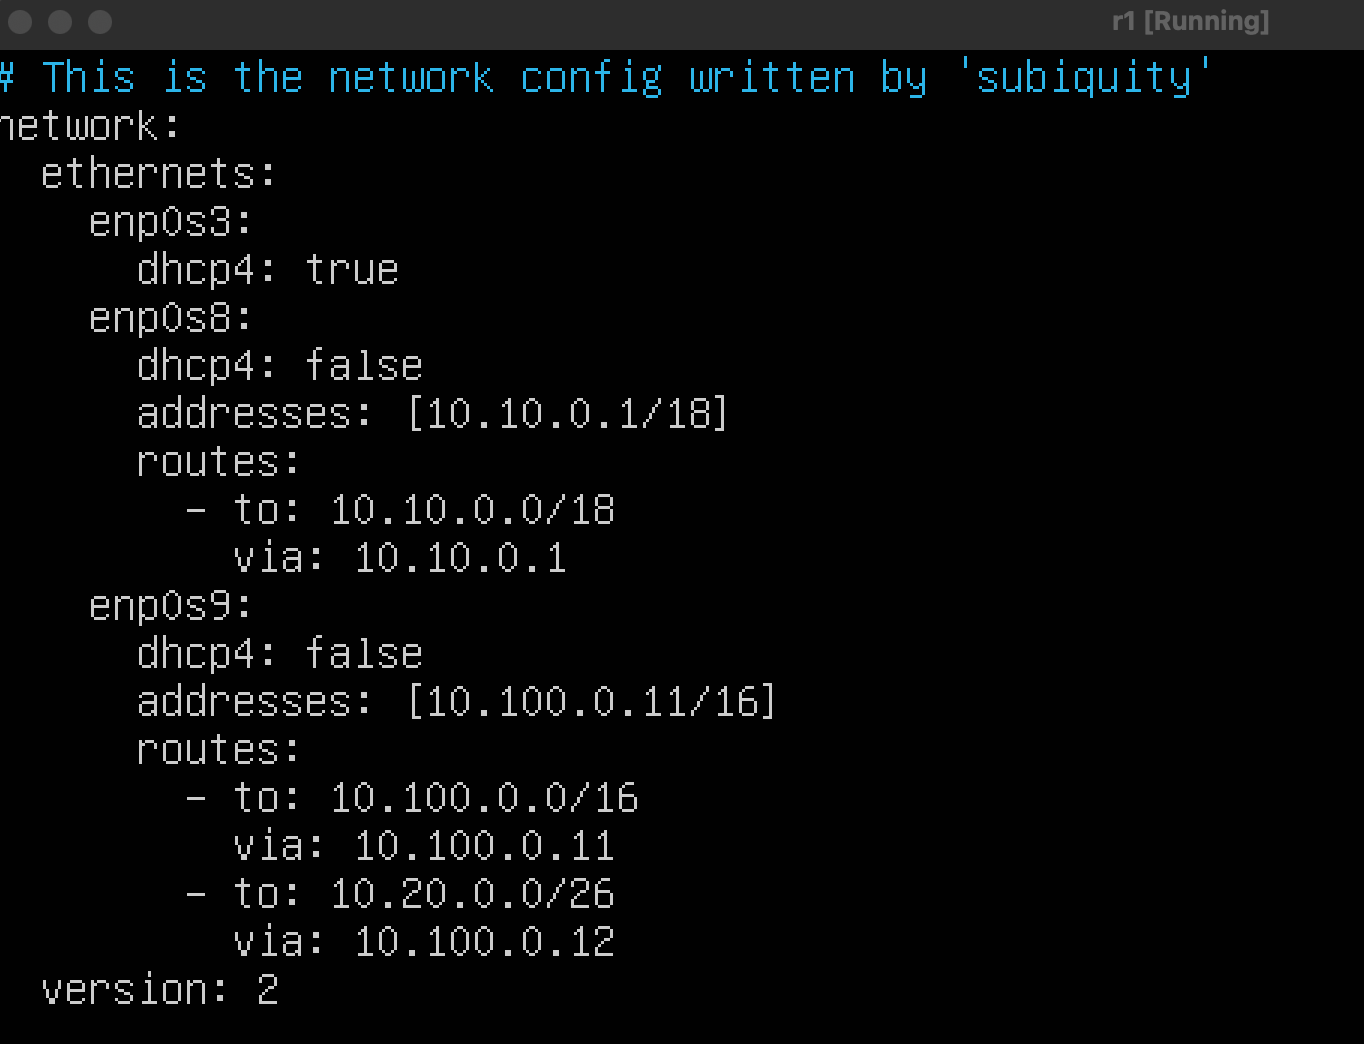 r1 [Running]
# This is the network config written by 'subiquity'
network:
  ethernets:
    enp0s3:
      dhcp4: true
    enp0s8:
      dhcp4: false
      addresses: [10.10.0.1/18]
      routes:
        - to: 10.10.0.0/18
          via: 10.10.0.1
    enp0s9:
      dhcp4: false
      addresses: [10.100.0.11/16]
      routes:
        - to: 10.100.0.0/16
          via: 10.100.0.11
        - to: 10.20.0.0/26
          via: 10.100.0.12
  version: 2